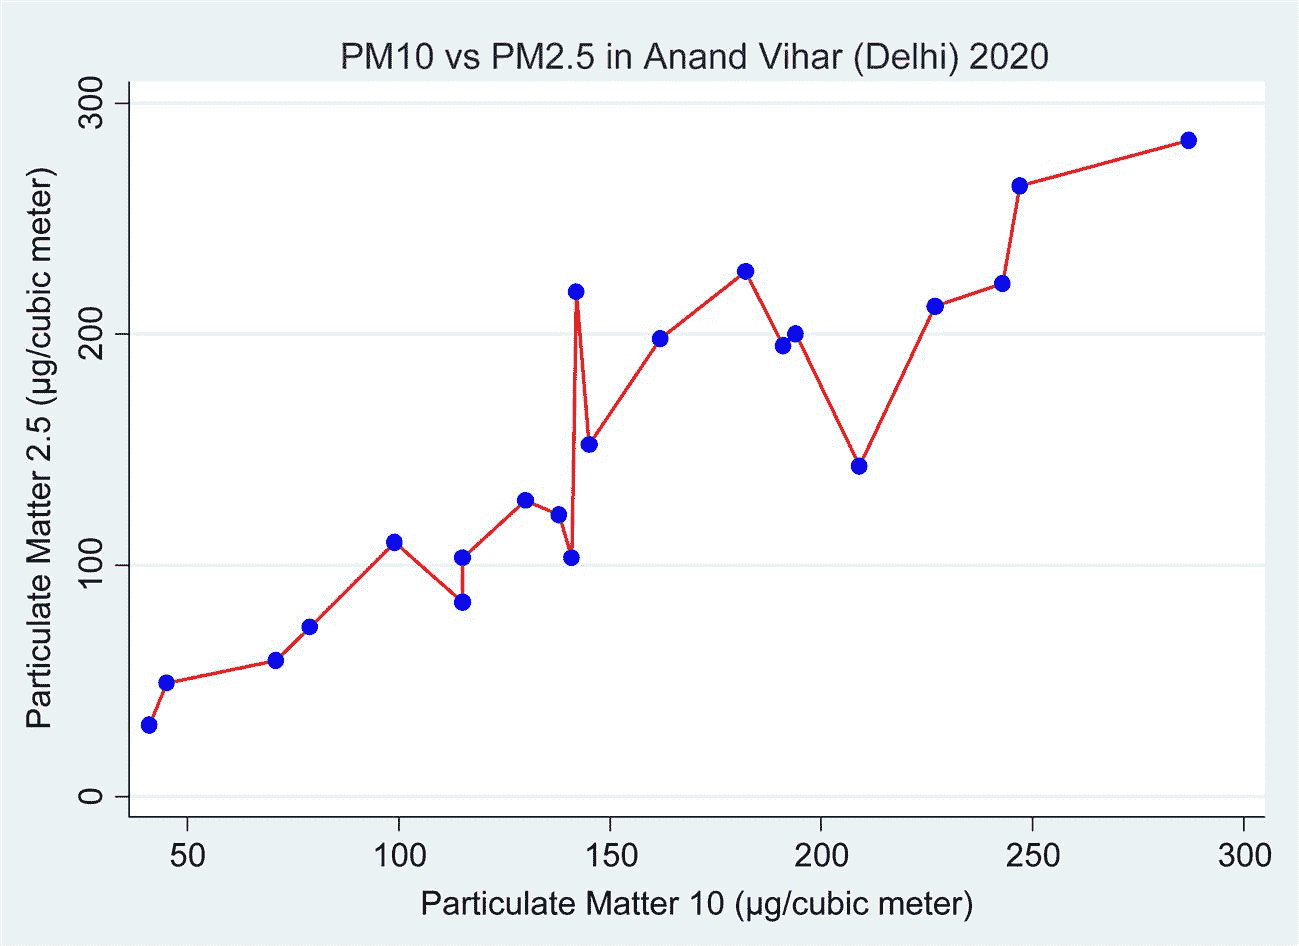 PM10 vs PM2.5 in Anand Vihar (Delhi) 2020
Particulate Matter 2.5 (µg/cubic meter)
300
200
100
0
50 100 150 200 250 300
Particulate Matter 10 (µg/cubic meter)